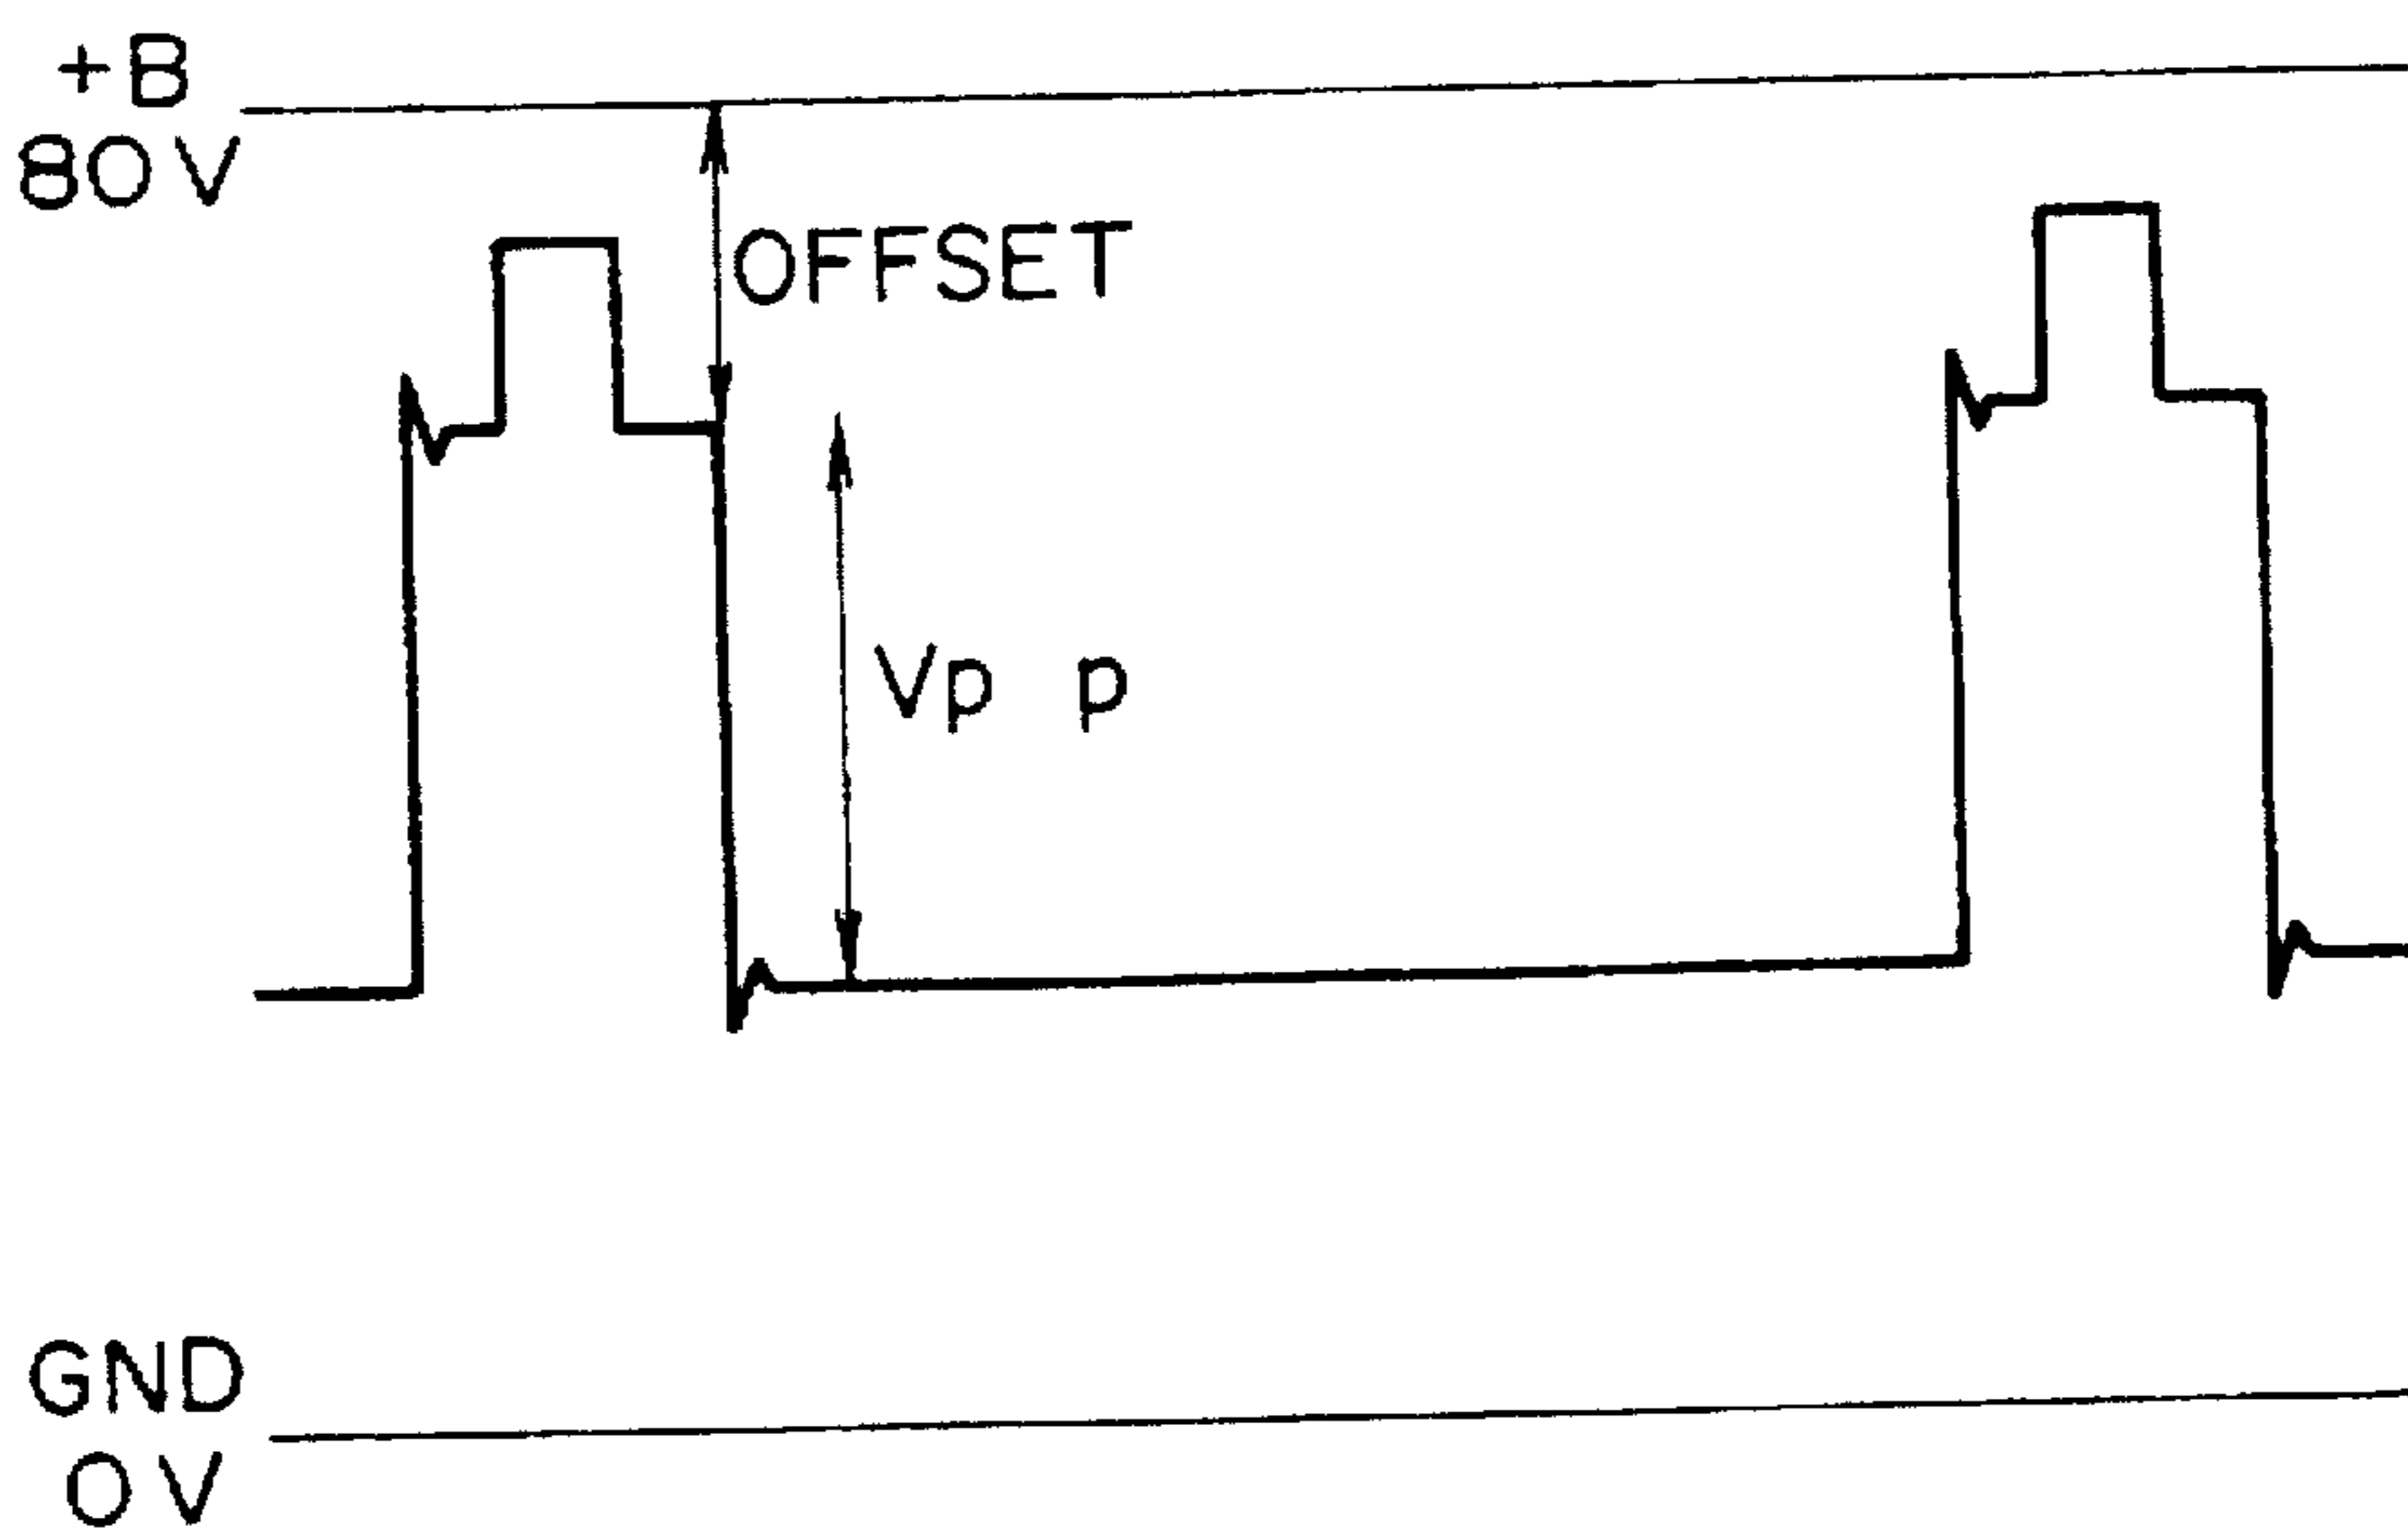 +B
80V
OFFSET
Vp p
GND
0V